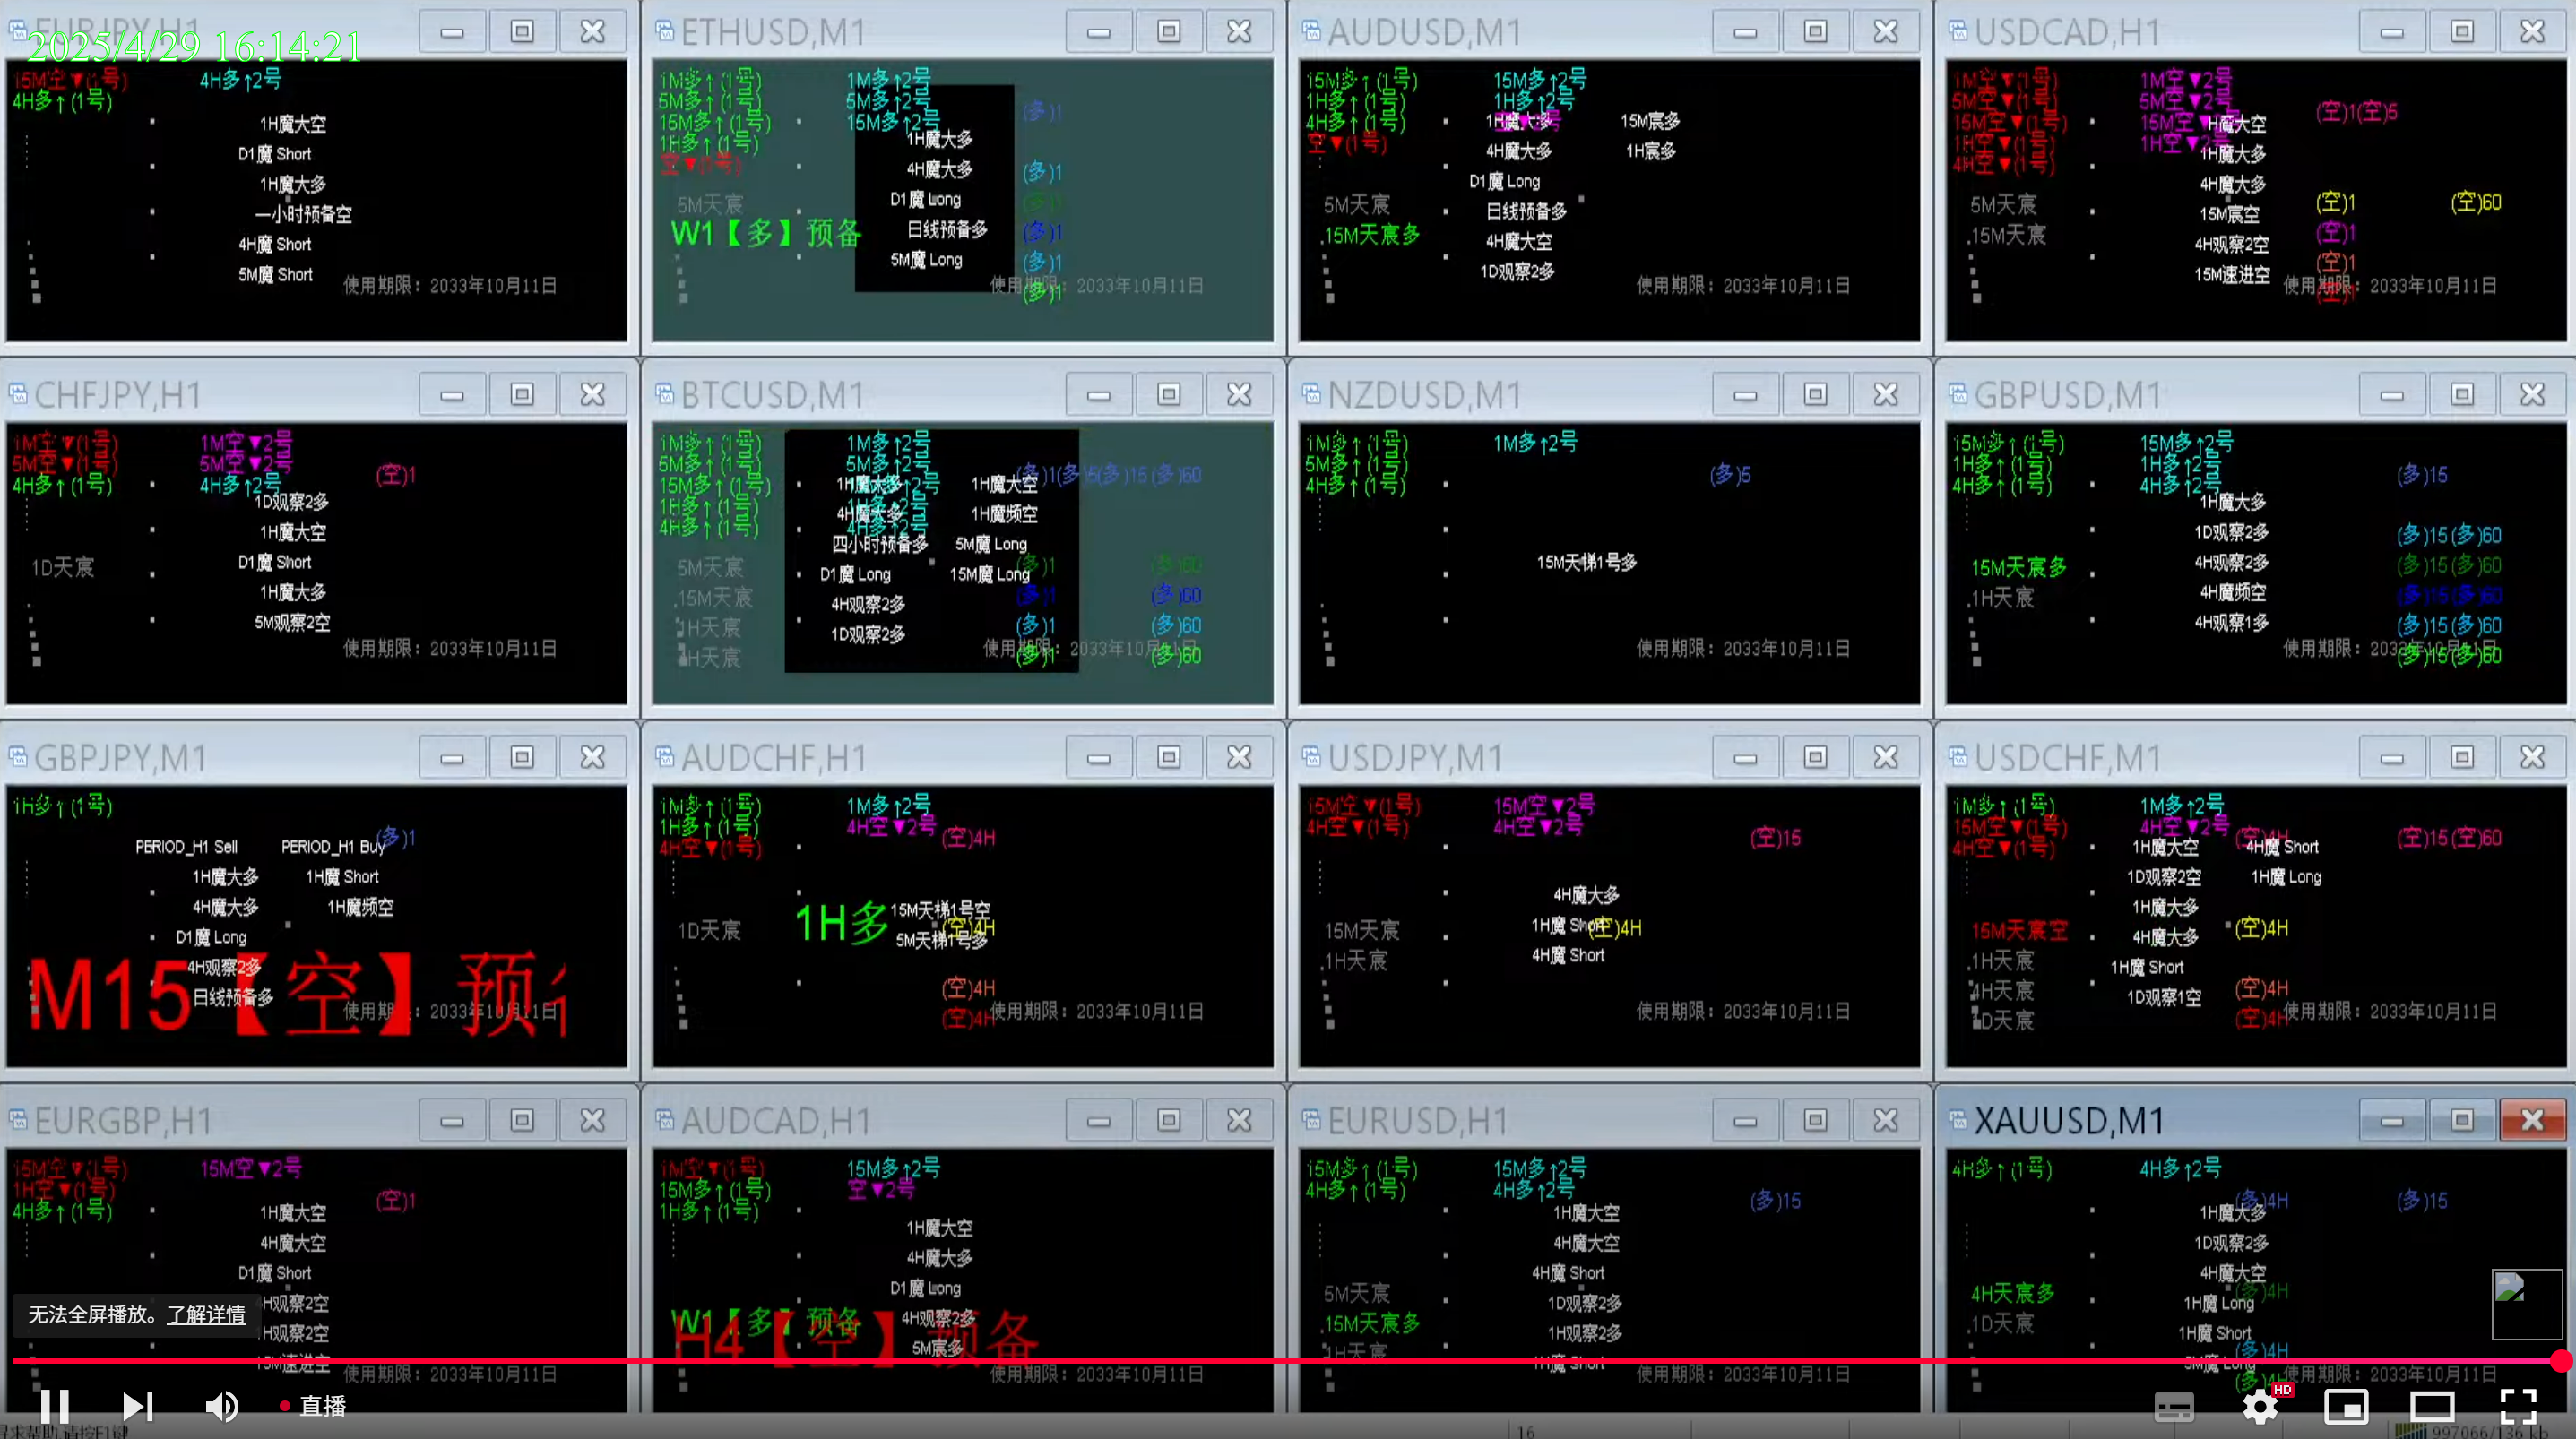 EURJPY,H1
2025/4/29 16:14:21
15M空▼(1号)
4H多↑(1号)
4H多↑2号
1H魔大空
D1魔 Short
1H魔大多
一小时预备空
4H魔 Short
5M魔 Short
使用期限：2033年10月11日
ETHUSD,M1
1M多↑(1号)
5M多↑(1号)
15M多↑(1号)
1H多↑(1号)
空▼(1号)
1M多↑2号
5M多↑2号
15M多↑2号
5M天宸
W1【多】预备
1H魔大多
4H魔大多
D1魔 Long
日线预备多
5M魔 Long
(多)1
(多)1
(多)1
(多)1
(多)1
(多)1
使用期限：2033年10月11日
AUDUSD,M1
15M多↑(1号)
1H多↑(1号)
4H多↑(1号)
空▼(1号)
15M多↑2号
1H多↑2号
1H魔大多
4H魔大多
D1魔 Long
日线预备多
4H魔大空
1D观察2多
15M宸多
1H宸多
5M天宸
15M天宸多
使用期限：2033年10月11日
USDCAD,H1
1M空▼(1号)
5M空▼(1号)
15M空▼(1号)
1H空▼(1号)
4H空▼(1号)
1M空▼2号
5M空▼2号
15M空▼2号
1H空▼2号
5M天宸
15M天宸
H魔大空
1H魔大多
4H魔大多
15M宸空
4H观察2空
15M速进空
(空)1(空)5
(空)1 (空)60
(空)1
(空)1
(空)1
使用期限：2033年10月11日
CHFJPY,H1
1M空▼(1号)
5M空▼(1号)
4H多↑(1号)
1M空▼2号
5M空▼2号
4H多↑2号
(空)1
1D天宸
1D观察2多
1H魔大空
D1魔 Short
1H魔大多
5M观察2空
使用期限：2033年10月11日
BTCUSD,M1
1M多↑(1号)
5M多↑(1号)
15M多↑(1号)
1H多↑(1号)
4H多↑(1号)
1M多↑2号
5M多↑2号
15M多↑2号
1H多↑2号
4H多↑2号
5M天宸
15M天宸
1H天宸
H天宸
1H魔大多
4H魔大多
四小时预备多
D1魔 Long
4H观察2多
1D观察2多
1H魔大空
1H魔频空
5M魔 Long
15M魔 Long
(多)1(多)5(多)15(多)60
(多)1 (多)60
(多)1 (多)60
(多)1 (多)60
(多)1 (多)60
使用期限：2033年10月11日
NZDUSD,M1
1M多↑(1号)
5M多↑(1号)
4H多↑(1号)
1M多↑2号
(多)5
15M天梯1号多
使用期限：2033年10月11日
GBPUSD,M1
15M多↑(1号)
1H多↑(1号)
4H多↑(1号)
15M多↑2号
1H多↑2号
4H多↑2号
15M天宸多
1H天宸
1H魔大多
1D观察2多
4H观察2多
4H魔频空
4H观察1多
(多)15
(多)15(多)60
(多)15(多)60
(多)15(多)60
(多)15(多)60
(多)15(多)60
使用期限：2033年10月11日
GBPJPY,M1
1H多↑(1号)
PERIOD_H1 Sell
1H魔大多
4H魔大多
D1魔 Long
4H观察2多
日线预备多
PERIOD_H1 Buy
1H魔 Short
1H魔频空
(多)1
M15【空】预
使用期限：2033年10月11日
AUDCHF,H1
1M多↑(1号)
1H多↑(1号)
4H空▼(1号)
1M多↑2号
4H空▼2号
(空)4H
1D天宸
1H多
15M天梯1号空
5M天梯1号多
(空)4H
(空)4H
(空)4H
使用期限：2033年10月11日
USDJPY,M1
15M空▼(1号)
4H空▼(1号)
15M空▼2号
4H空▼2号
(空)15
15M天宸
1H天宸
4H魔大多
1H魔 Short
4H魔 Short
(空)4H
使用期限：2033年10月11日
USDCHF,M1
1M多↑(1号)
15M空▼(1号)
4H空▼(1号)
1M多↑2号
4H空▼2号
15M天宸空
1H天宸
4H天宸
D天宸
1H魔大空
1D观察2空
1H魔大多
4H魔大多
1H魔 Short
1D观察1空
4H魔 Short
1H魔 Long
(空)4H
(空)15(空)60
(空)4H
(空)4H
(空)4H
使用期限：2033年10月11日
EURGBP,H1
15M空▼(1号)
1H空▼(1号)
4H多↑(1号)
15M空▼2号
(空)1
1H魔大空
4H魔大空
D1魔 Short
H观察2空
H观察2空
15M速进空
使用期限：2033年10月11日
AUDCAD,H1
1M空▼(1号)
15M多↑(1号)
1H多↑(1号)
15M多↑2号
空▼2号
1H魔大空
4H魔大多
D1魔 Long
4H观察2多
5M宸多
W1【多】预备
H4【空】预备
使用期限：2033年10月11日
EURUSD,H1
15M多↑(1号)
4H多↑(1号)
15M多↑2号
4H多↑2号
(多)15
5M天宸
15M天宸多
1H天宸
1H魔大空
4H魔大空
4H魔 Short
1D观察2多
1H观察2多
1H魔 Short
使用期限：2033年10月11日
XAUUSD,M1
4H多↑(1号)
4H多↑2号
(多)4H
(多)15
4H天宸多
1D天宸
1H魔大多
1D观察2多
4H魔大空
1H魔 Long
1H魔 Short
5M魔 Long
(多)4H
(多)4H
(多)4H
使用期限：2033年10月11日
无法全屏播放。了解详情
直播
HD
寻求帮助,请按F1键
16
997066/136 kb